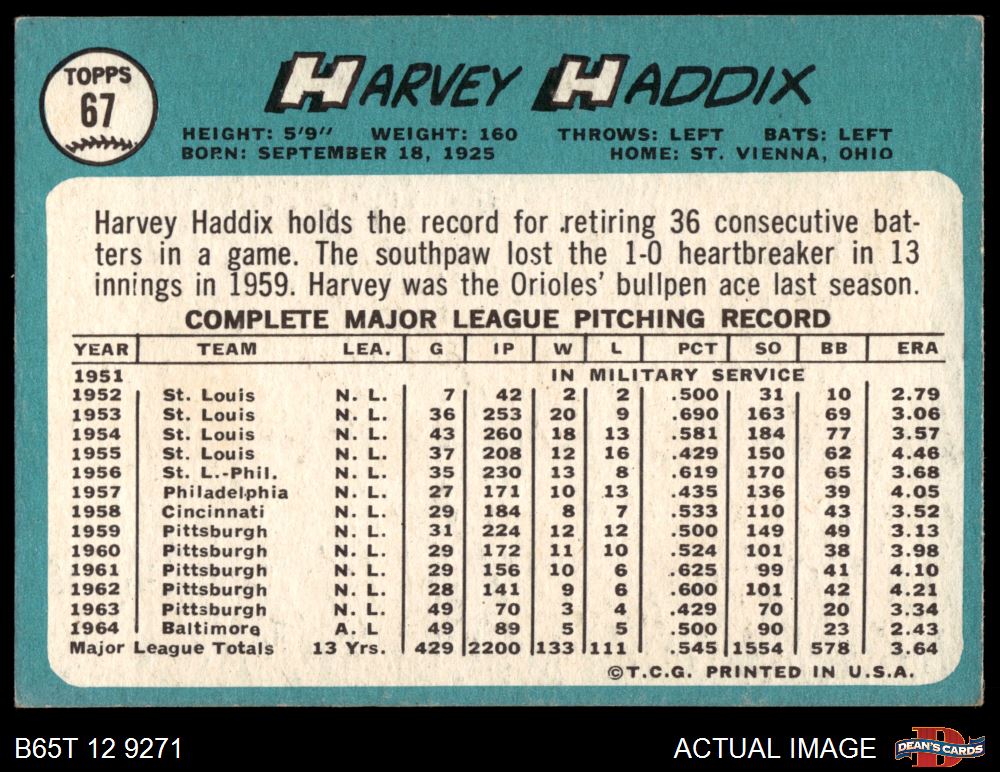 TOPPS
67
HARVEY HADDIX
HEIGHT: 5'9" WEIGHT: 160 THROWS: LEFT BATS: LEFT
BORN: SEPTEMBER 18, 1925 HOME: ST. VIENNA, OHIO
Harvey Haddix holds the record for retiring 36 consecutive bat-
ters in a game. The southpaw lost the 1-0 heartbreaker in 13
innings in 1959. Harvey was the Orioles' bullpen ace last season.
COMPLETE MAJOR LEAGUE PITCHING RECORD
YEAR TEAM LEA. G IP W L PCT SO BB ERA
1951 IN MILITARY SERVICE
1952 St. Louis N. L. 7 42 2 2 .500 31 10 2.79
1953 St. Louis N. L. 36 253 20 9 .690 163 69 3.06
1954 St. Louis N. L. 43 260 18 13 .581 184 77 3.57
1955 St. Louis N. L. 37 208 12 16 .429 150 62 4.46
1956 St. L.-Phil. N. L. 35 230 13 8 .619 170 65 3.68
1957 Philadelphia N. L. 27 171 10 13 .435 136 39 4.05
1958 Cincinnati N. L. 29 184 8 7 .533 110 43 3.52
1959 Pittsburgh N. L. 31 224 12 12 .500 149 49 3.13
1960 Pittsburgh N. L. 29 172 11 10 .524 101 38 3.98
1961 Pittsburgh N. L. 29 156 10 6 .625 99 41 4.10
1962 Pittsburgh N. L. 28 141 9 6 .600 101 42 4.21
1963 Pittsburgh N. L. 49 70 3 4 .429 70 20 3.34
1964 Baltimore A. L 49 89 5 5 .500 90 23 2.43
Major League Totals 13 Yrs. 429 2200 133 111 .545 1554 578 3.64
©T.C.G. PRINTED IN U.S.A.
B65T 12 9271 ACTUAL IMAGE
D
DEAN'S CARDS